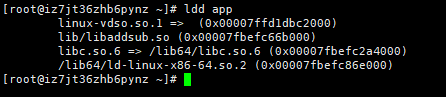 [root@iz7jt36zhb6pynz ~]# ldd app
linux-vdso.so.1 =>  (0x00007ffd1dbc2000)
lib/libaddsub.so (0x00007fbefc66b000)
libc.so.6 => /lib64/libc.so.6 (0x00007fbefc2a4000)
/lib64/ld-linux-x86-64.so.2 (0x00007fbefc86e000)
[root@iz7jt36zhb6pynz ~]#